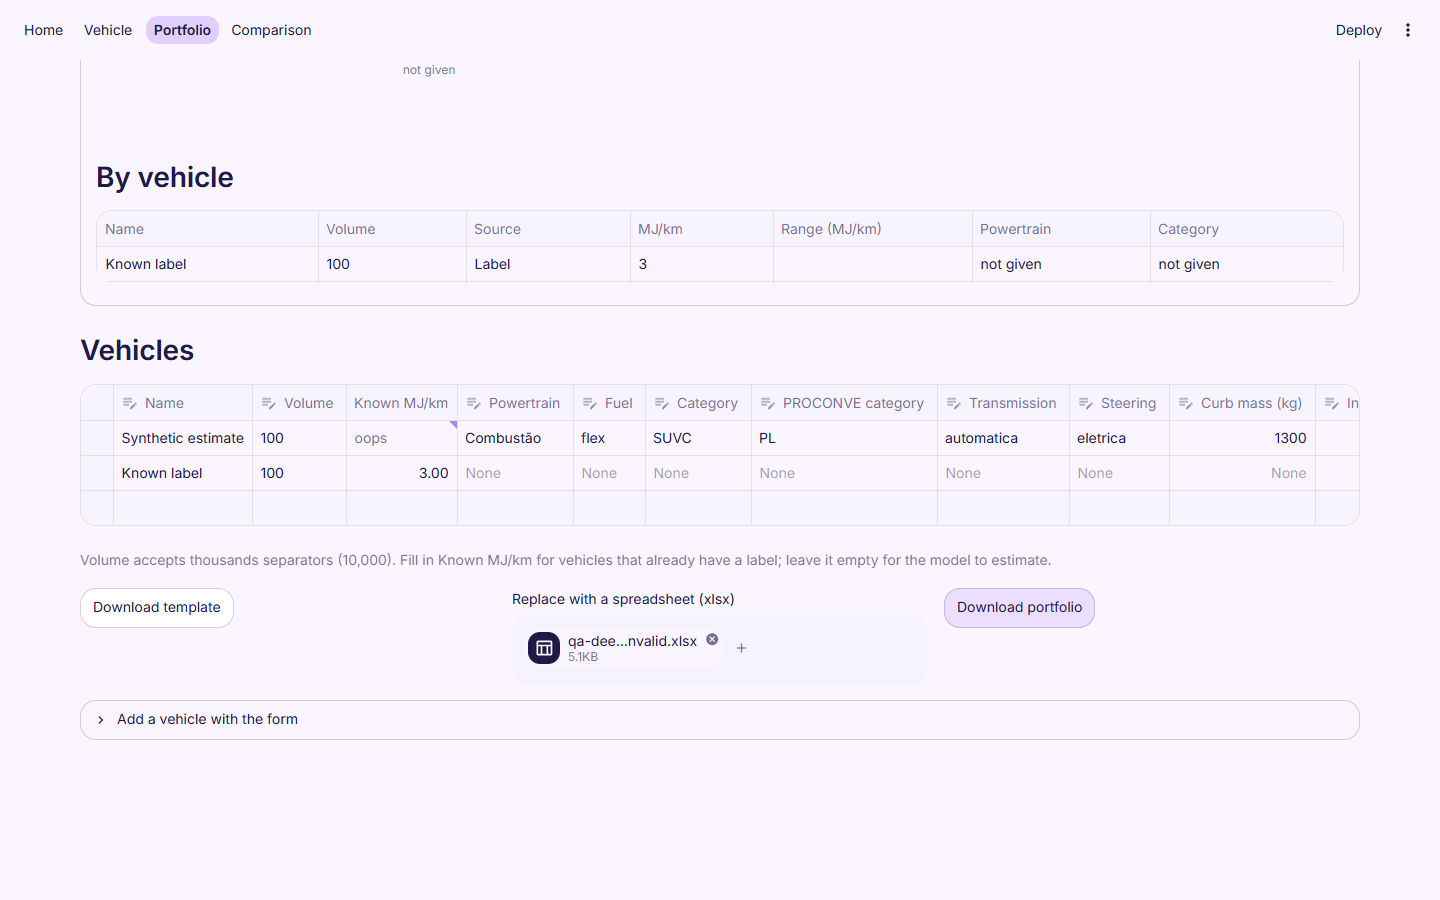 Home Vehicle Portfolio Comparison Deploy
not given
By vehicle
Name Volume Source MJ/km Range (MJ/km) Powertrain Category
Known label 100 Label 3 not given not given
Vehicles
Name Volume Known MJ/km Powertrain Fuel Category PROCONVE category Transmission Steering Curb mass (kg) In
Synthetic estimate 100 oops Combustão flex SUVC PL automatica eletrica 1300
Known label 100 3.00 None None None None None None None
Volume accepts thousands separators (10,000). Fill in Known MJ/km for vehicles that already have a label; leave it empty for the model to estimate.
Download template
Replace with a spreadsheet (xlsx)
Download portfolio
qa-dee...nvalid.xlsx
5.1KB
Add a vehicle with the form